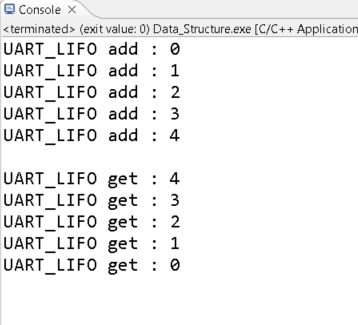 Console
<terminated> (exit value: 0) Data_Structure.exe [C/C++ Application
UART_LIFO add : 0
UART_LIFO add : 1
UART_LIFO add : 2
UART_LIFO add : 3
UART_LIFO add : 4
UART_LIFO get : 4
UART_LIFO get : 3
UART_LIFO get : 2
UART_LIFO get : 1
UART_LIFO get : 0